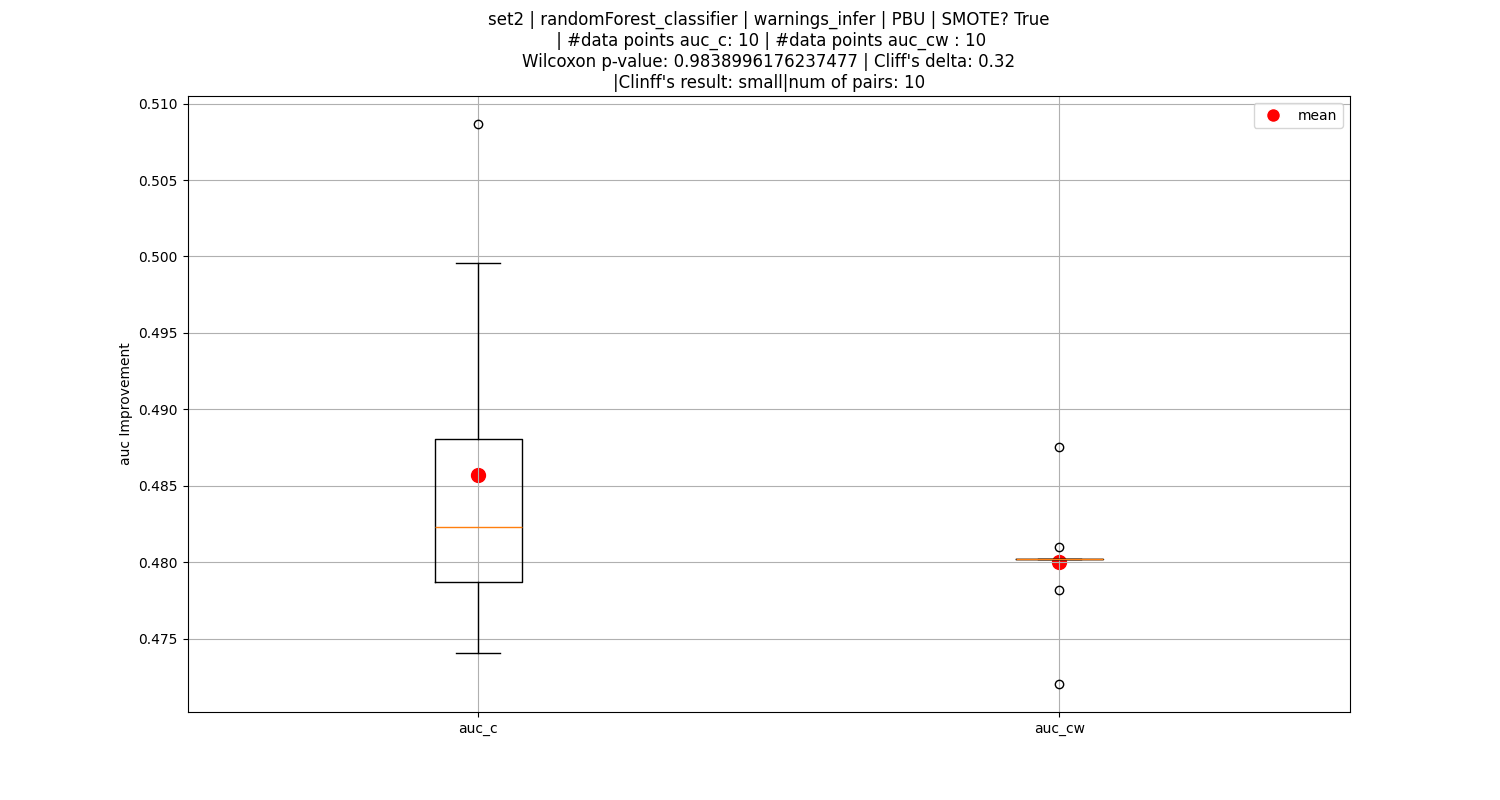 set2 | randomForest_classifier | warnings_infer | PBU | SMOTE? True
| #data points auc_c: 10 | #data points auc_cw : 10
Wilcoxon p-value: 0.9838996176237477 | Cliff's delta: 0.32
|Clinff's result: small|num of pairs: 10
mean
0.510
0.505
0.500
0.495
0.490
0.485
0.480
0.475
auc Improvement
auc_c
auc_cw